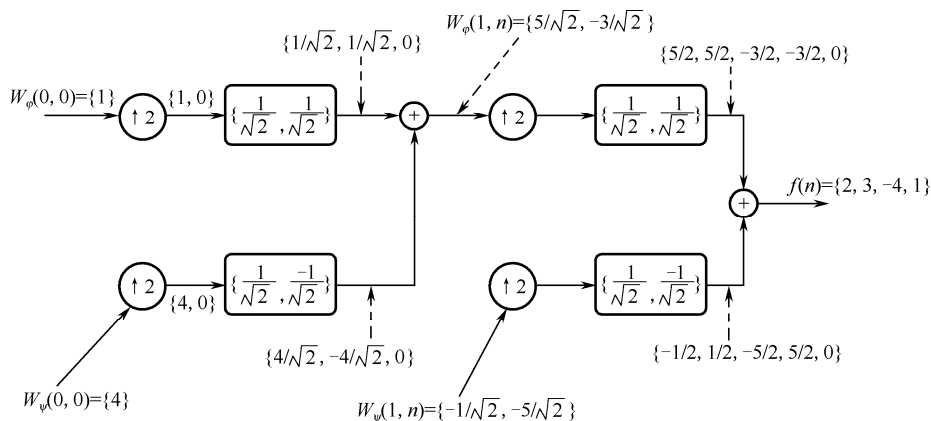 W_φ(1, n)={5/√2, −3/√2 }
{1/√2, 1/√2, 0}
{5/2, 5/2, −3/2, −3/2, 0}
W_φ(0, 0)={1}
{1, 0}
↑ 2
{1/√2 , 1/√2}
+
↑ 2
{1/√2 , 1/√2}
f(n)={2, 3, −4, 1}
+
↑ 2
{4, 0}
{1/√2 , −1/√2}
↑ 2
{1/√2 , −1/√2}
{4/√2, −4/√2, 0}
{−1/2, 1/2, −5/2, 5/2, 0}
W_ψ(0, 0)={4}
W_ψ(1, n)={−1/√2, −5/√2 }